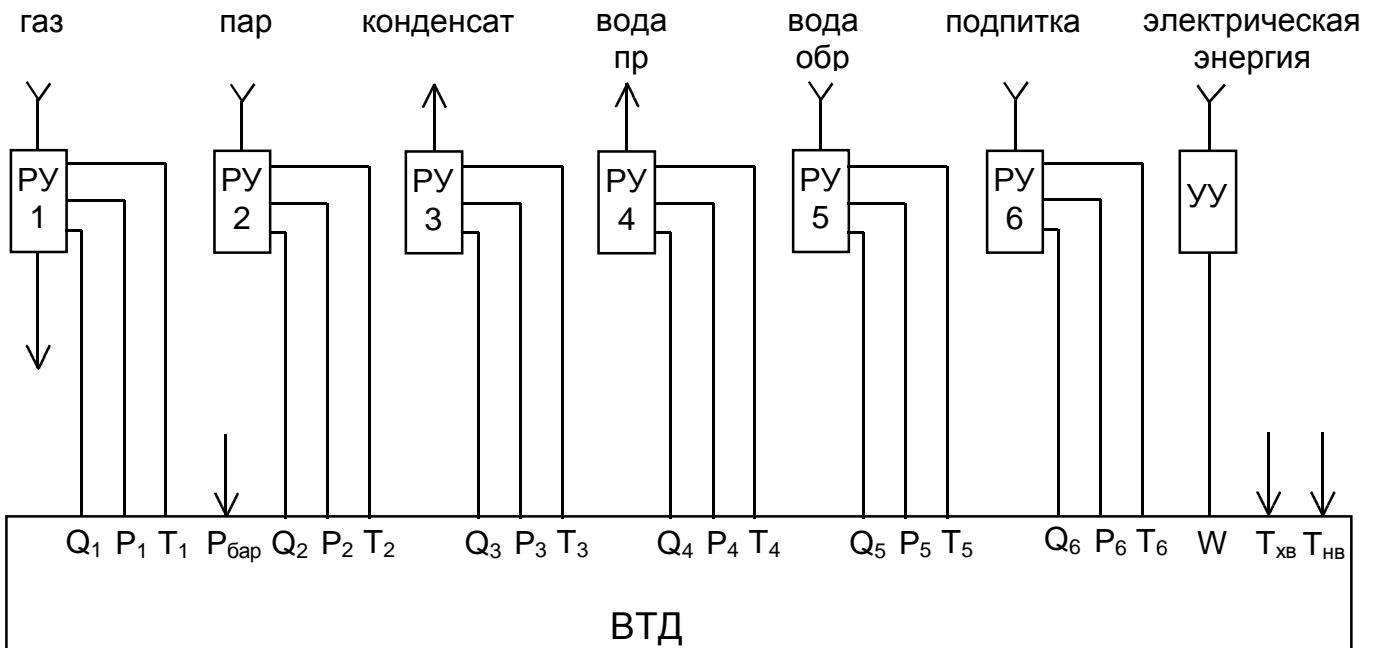 газ пар конденсат вода вода подпитка электрическая
пр обр энергия
РУ РУ РУ РУ РУ РУ УУ
1 2 3 4 5 6
Q₁ P₁ T₁ Pбар Q₂ P₂ T₂ Q₃ P₃ T₃ Q₄ P₄ T₄ Q₅ P₅ T₅ Q₆ P₆ T₆ W Tхв Tнв
ВТД